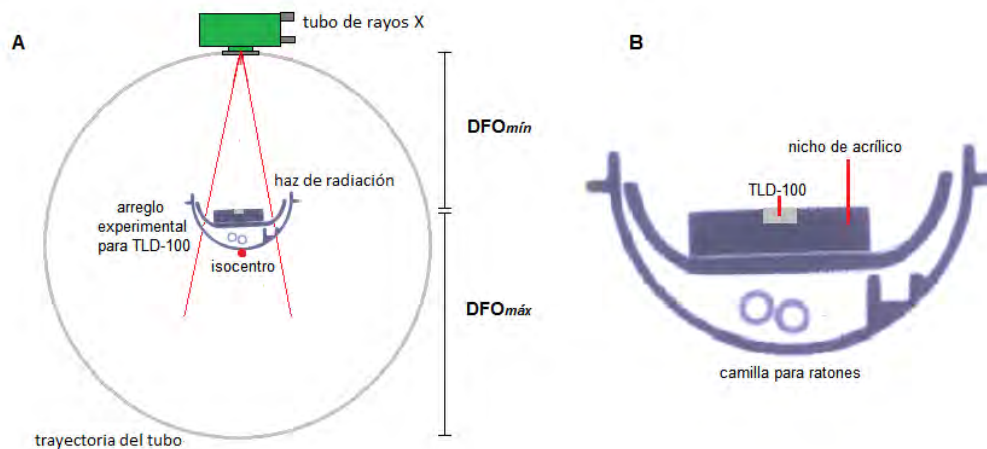 A
tubo de rayos X
DFOmín
haz de radiación
arreglo
experimental
para TLD-100
isocentro
DFOmáx
trayectoria del tubo
B
nicho de acrílico
TLD-100
camilla para ratones